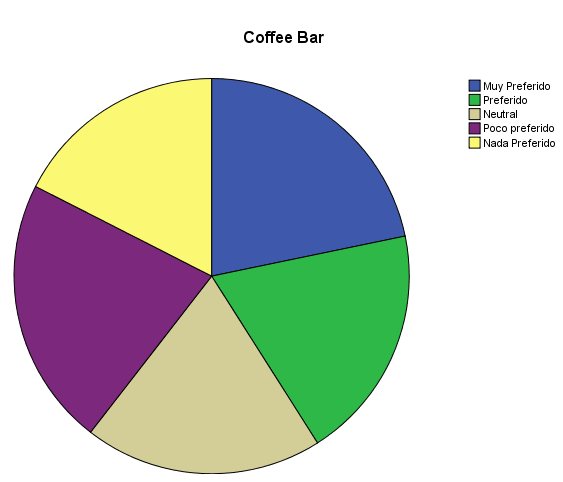 Coffee Bar
Muy Preferido
Preferido
Neutral
Poco preferido
Nada Preferido